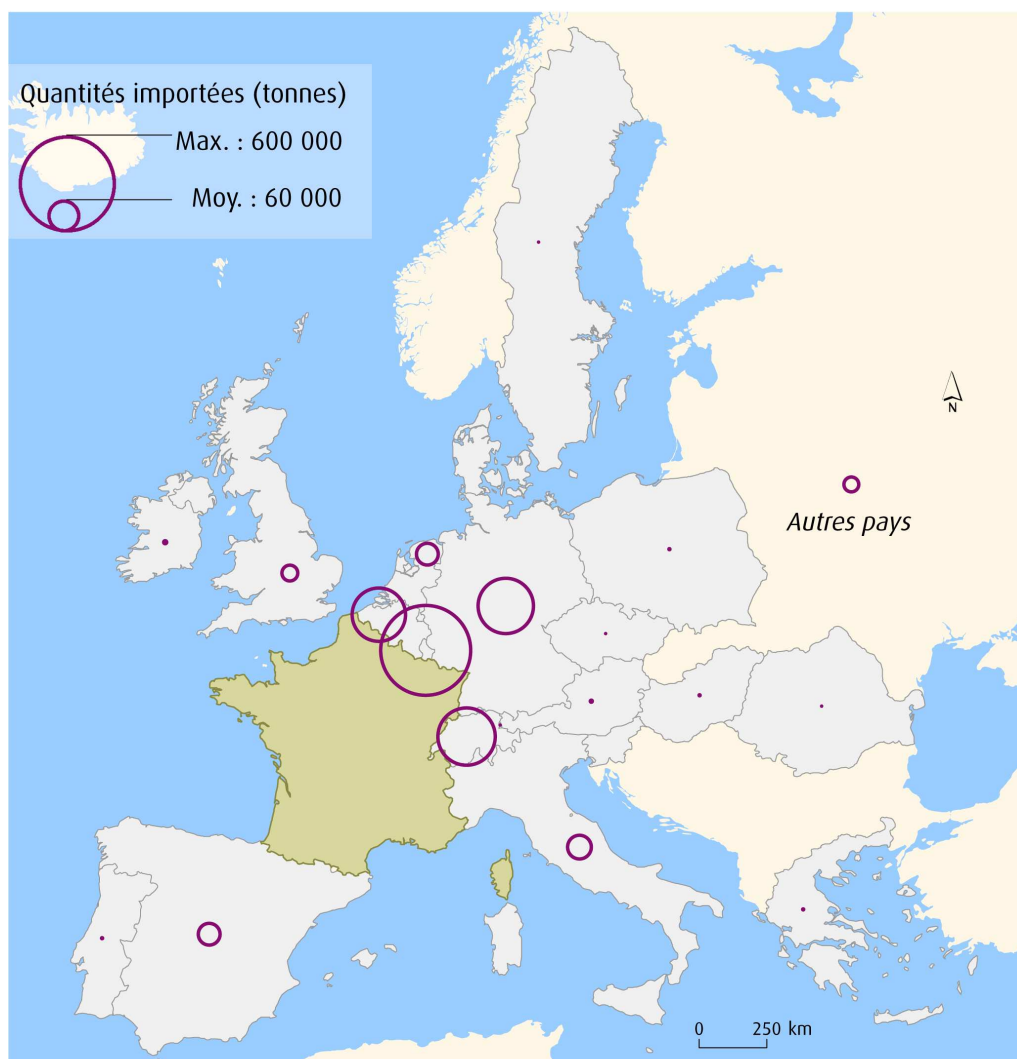 Quantités importées (tonnes)
Max. : 600 000
Moy. : 60 000
N
Autres pays
0 250 km